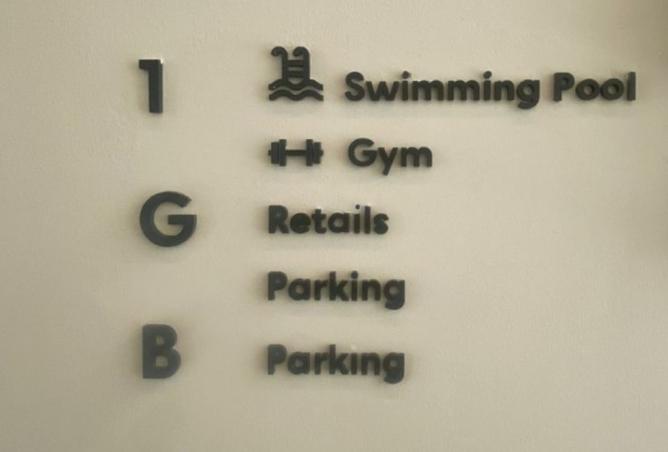 1 Swimming Pool
Gym
G Retails
Parking
B Parking